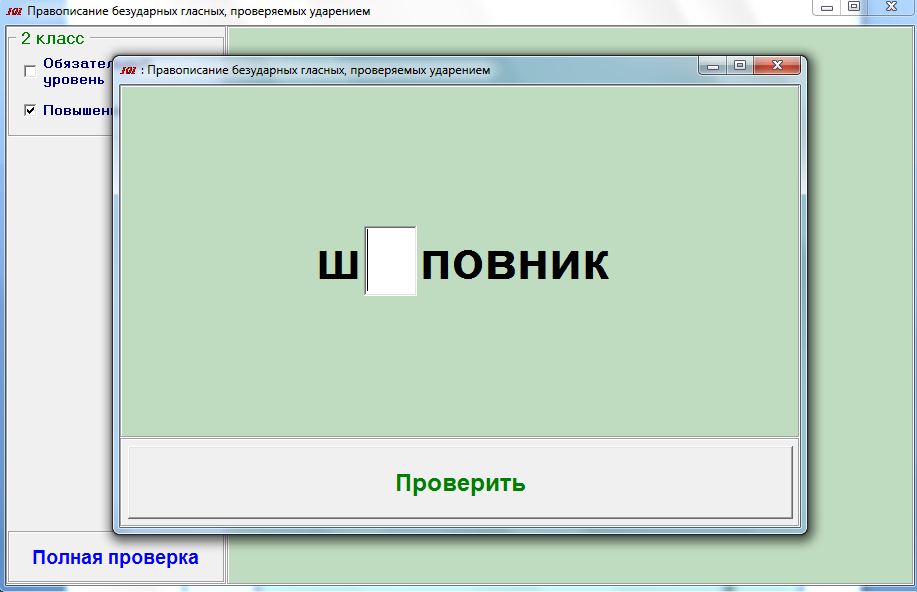 Правописание безударных гласных, проверяемых ударением
2 класс
Обязател
уровень
Повышен
: Правописание безударных гласных, проверяемых ударением
ш повник
Проверить
Полная проверка